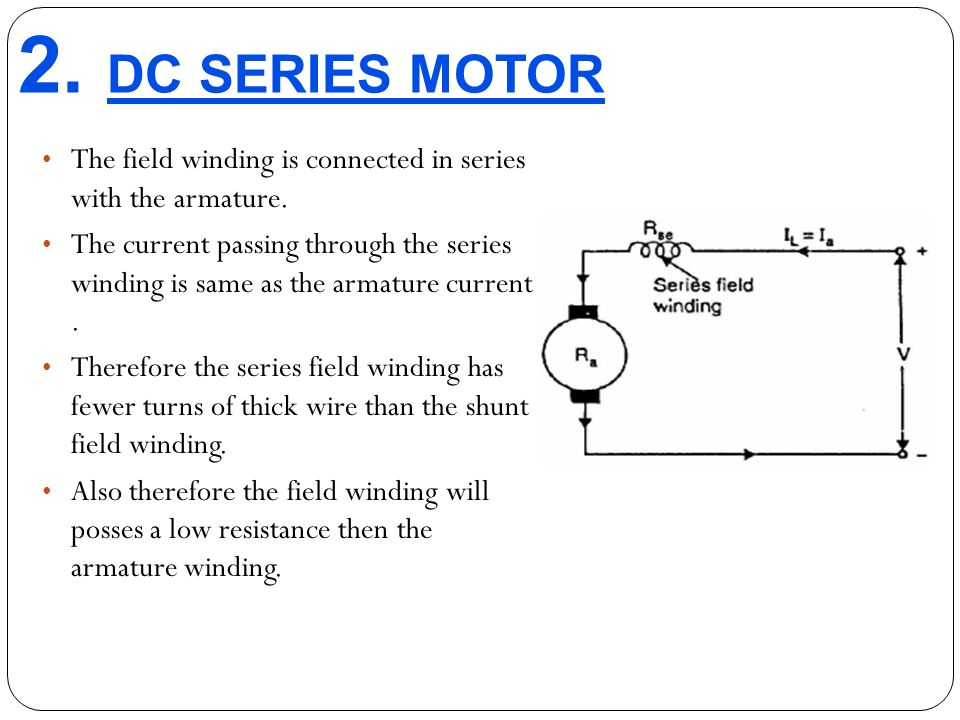 2. DC SERIES MOTOR
• The field winding is connected in series
with the armature.
• The current passing through the series
winding is same as the armature current
.
• Therefore the series field winding has
fewer turns of thick wire than the shunt
field winding.
• Also therefore the field winding will
posses a low resistance then the
armature winding.
Rse
IL = Ia
+
Series field
winding
Ra
V
–